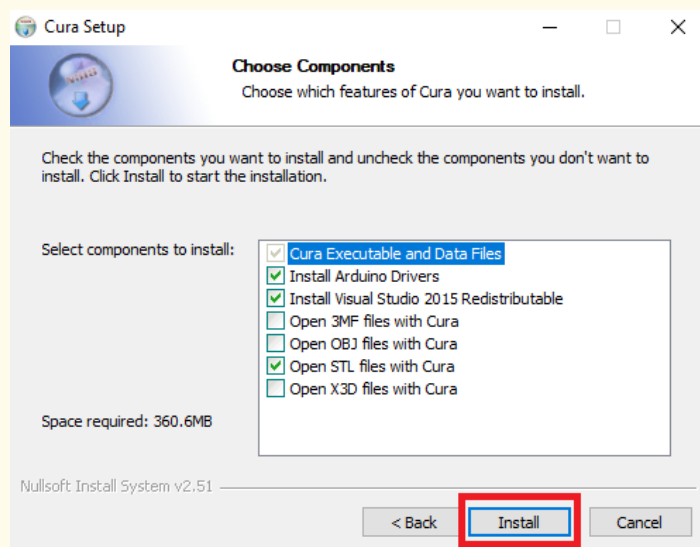 Cura Setup
Choose Components
Choose which features of Cura you want to install.
Check the components you want to install and uncheck the components you don't want to
install. Click Install to start the installation.
Select components to install:
Cura Executable and Data Files
Install Arduino Drivers
Install Visual Studio 2015 Redistributable
Open 3MF files with Cura
Open OBJ files with Cura
Open STL files with Cura
Open X3D files with Cura
Space required: 360.6MB
Nullsoft Install System v2.51
< Back
Install
Cancel